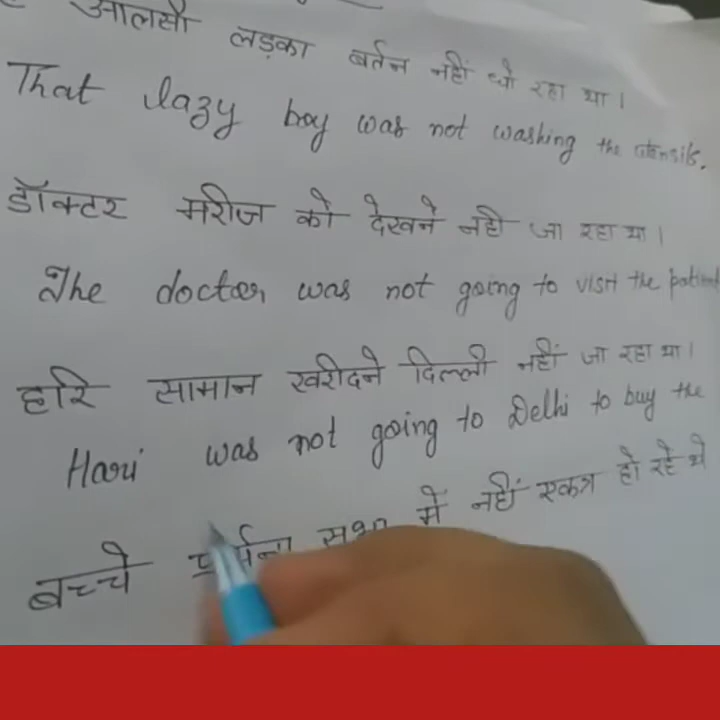 आलसी लड़का बर्तन नहीं धो रहा था।
That lazy boy was not washing the utensils.
डॉक्टर मरीज को देखने नहीं जा रहा था।
The doctor was not going to visit the patient
हरि सामान खरीदने दिल्ली नहीं जा रहा था।
Hari was not going to Delhi to buy the
बच्चे प्रार्थना सभा में नहीं एकत्र हो रहे थे